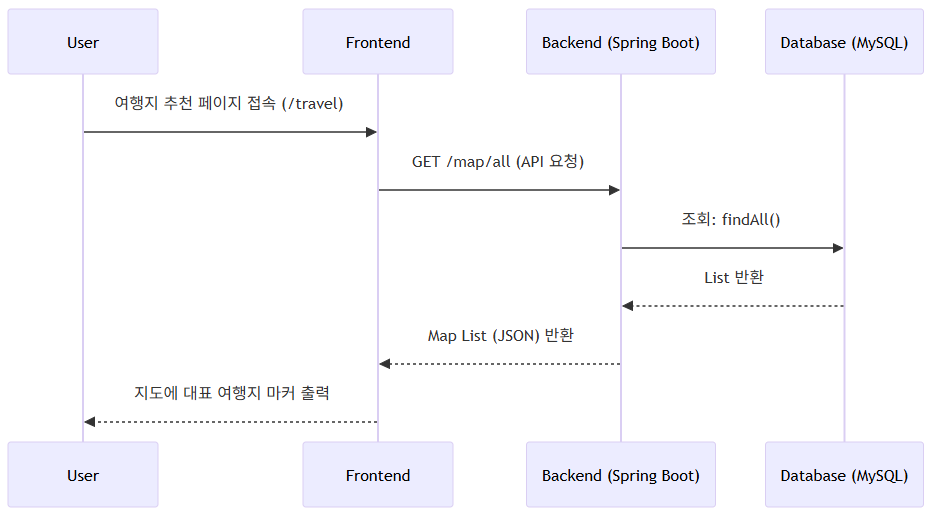 User
Frontend
Backend (Spring Boot)
Database (MySQL)
여행지 추천 페이지 접속 (/travel)
GET /map/all (API 요청)
조회: findAll()
List 반환
Map List (JSON) 반환
지도에 대표 여행지 마커 출력
User
Frontend
Backend (Spring Boot)
Database (MySQL)